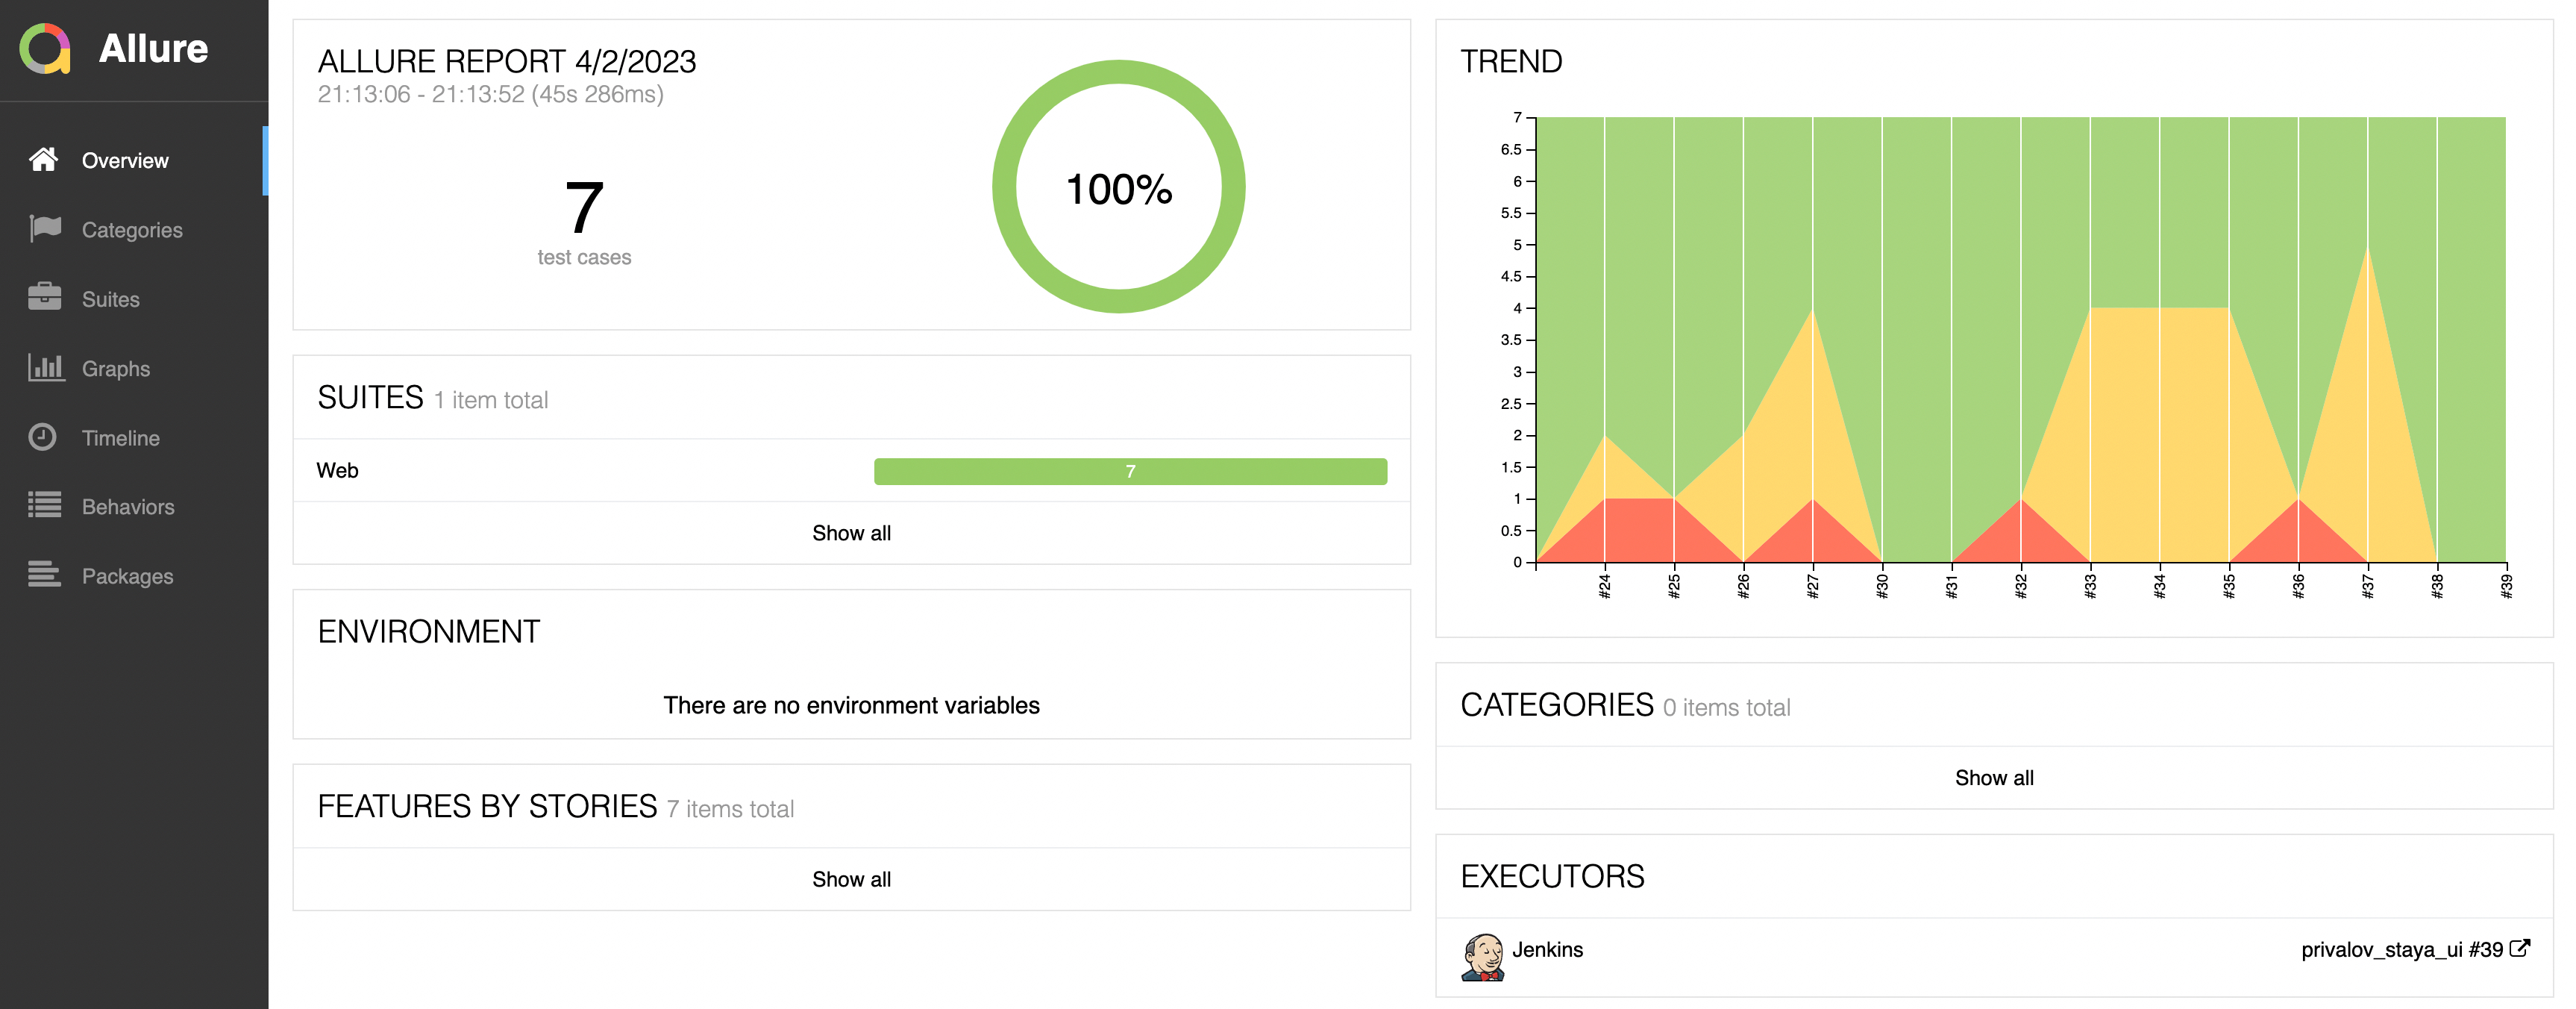 Allure
Overview
Categories
Suites
Graphs
Timeline
Behaviors
Packages
ALLURE REPORT 4/2/2023
21:13:06 - 21:13:52 (45s 286ms)
7
test cases
100%
SUITES 1 item total
Web 7
Show all
ENVIRONMENT
There are no environment variables
FEATURES BY STORIES 7 items total
Show all
TREND
7
6.5
6
5.5
5
4.5
4
3.5
3
2.5
2
1.5
1
0.5
0
#24 #25 #26 #27 #30 #31 #32 #33 #34 #35 #36 #37 #38 #39
CATEGORIES 0 items total
Show all
EXECUTORS
Jenkins privalov_staya_ui #39